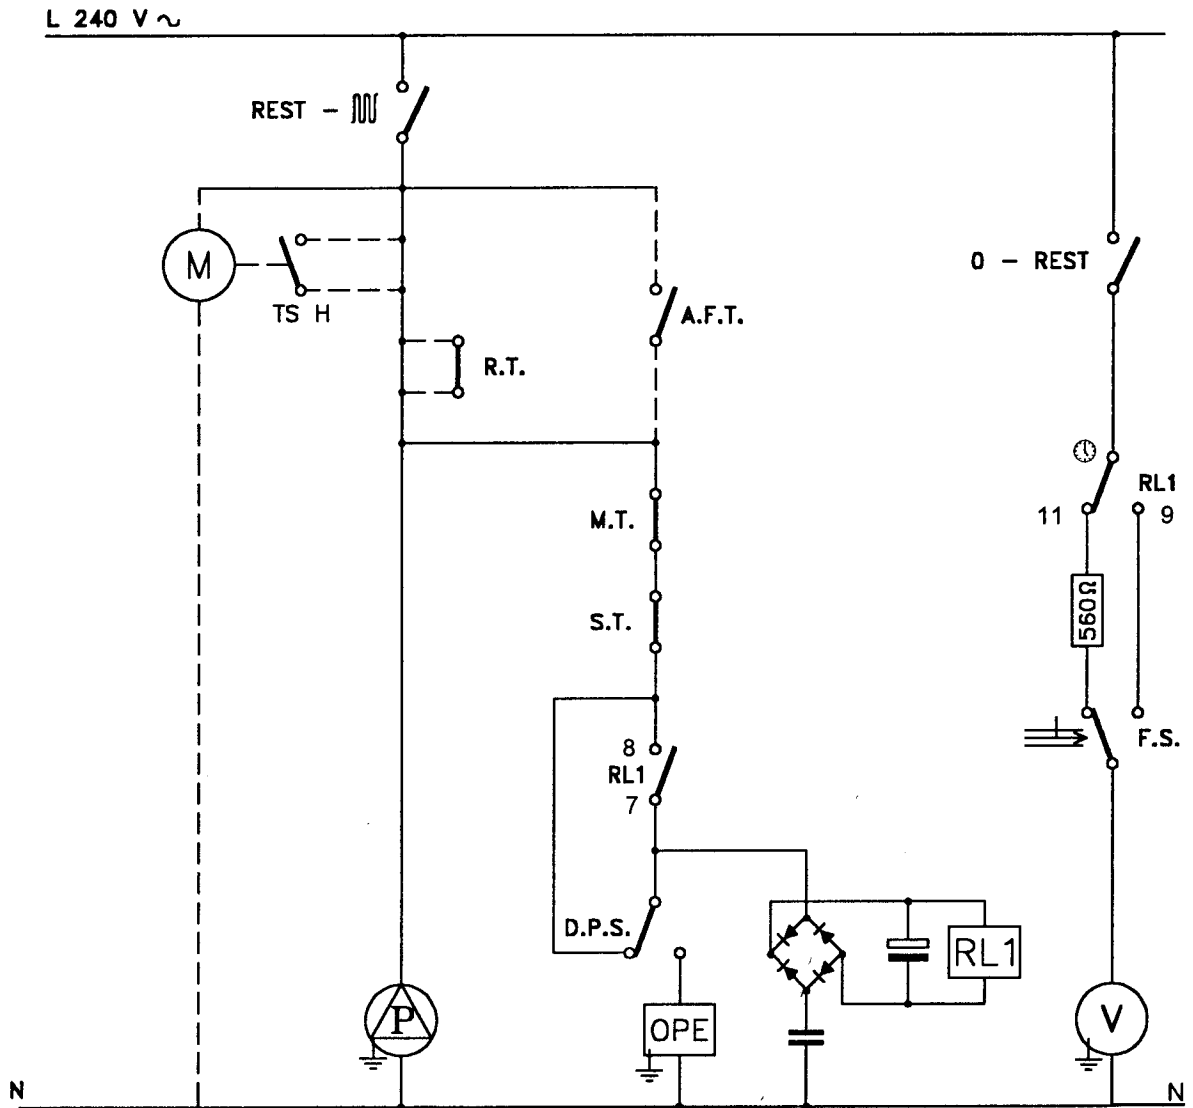 L 240 V ~
REST -
M
TS H
A.F.T.
0 - REST
R.T.
RL1
11
9
M.T.
S.T.
560Ω
8
RL1
7
F.S.
D.P.S.
RL1
P
OPE
V
N
N